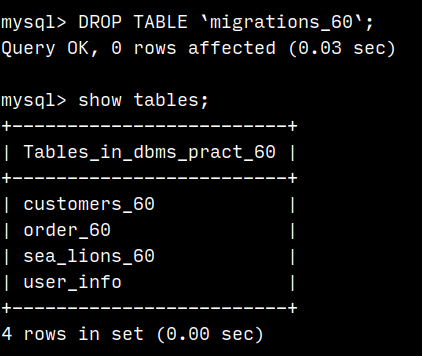 mysql> DROP TABLE `migrations_60`;
Query OK, 0 rows affected (0.03 sec)

mysql> show tables;
+-------------------------+
| Tables_in_dbms_pract_60 |
+-------------------------+
| customers_60            |
| order_60                |
| sea_lions_60            |
| user_info               |
+-------------------------+
4 rows in set (0.00 sec)